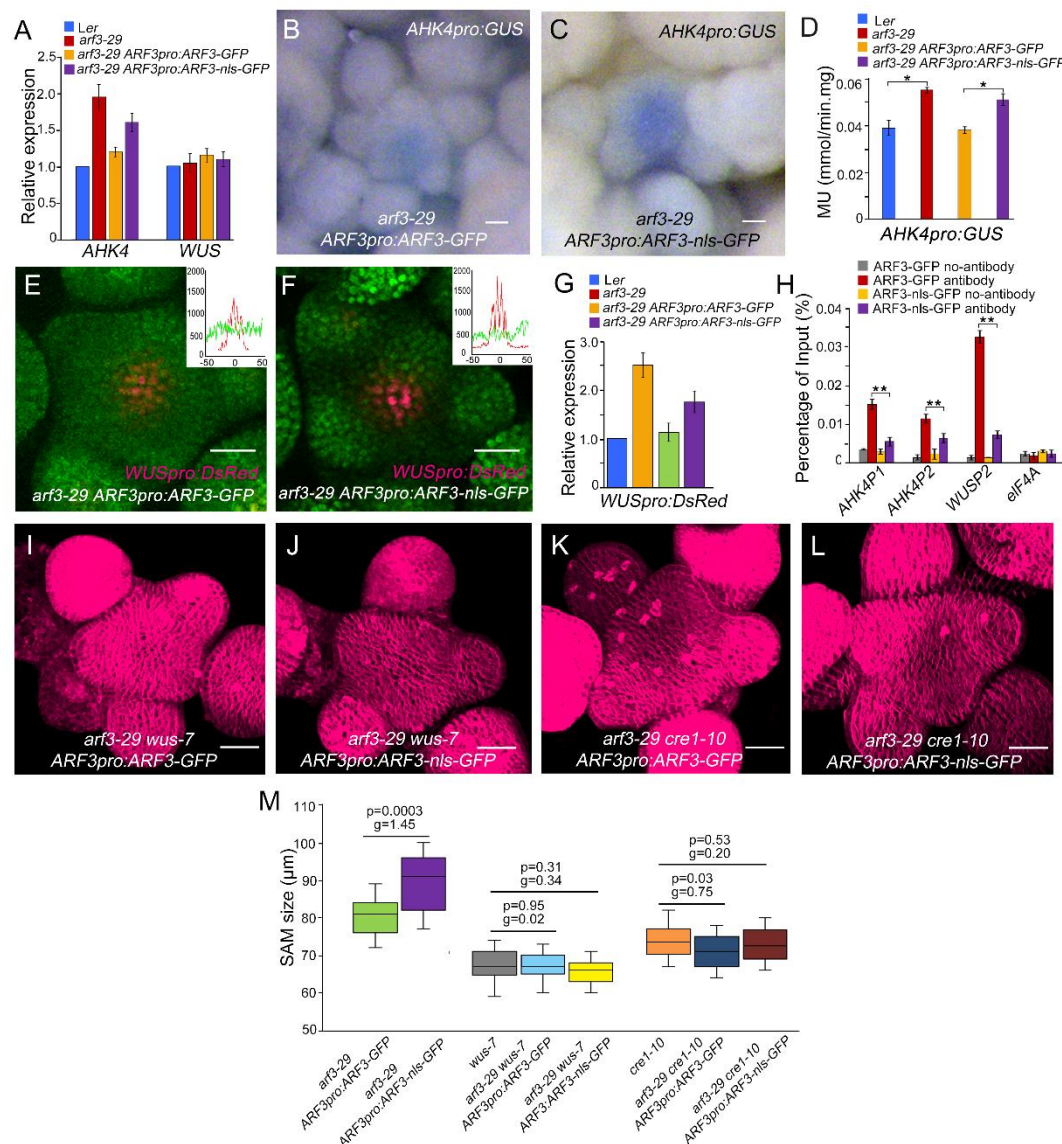 A
Ler
arf3-29
arf3-29 ARF3pro:ARF3-GFP
arf3-29 ARF3pro:ARF3-nls-GFP
Relative expression
2.5
2.0
1.5
1.0
0.5
0
AHK4
WUS
B
AHK4pro:GUS
arf3-29
ARF3pro:ARF3-GFP
C
AHK4pro:GUS
arf3-29
ARF3pro:ARF3-nls-GFP
D
Ler
arf3-29
arf3-29 ARF3pro:ARF3-GFP
arf3-29 ARF3pro:ARF3-nls-GFP
MU (mmol/min.mg)
0.06
0.04
0.02
0
*
*
AHK4pro:GUS
E
2000
1500
1000
500
0
-50 0 50
WUSpro:DsRed
arf3-29 ARF3pro:ARF3-GFP
F
2000
1500
1000
500
0
-50 0 50
WUSpro:DsRed
arf3-29 ARF3pro:ARF3-nls-GFP
G
Ler
arf3-29
arf3-29 ARF3pro:ARF3-GFP
arf3-29 ARF3pro:ARF3-nls-GFP
Relative expression
3.0
2.0
1.0
0
WUSpro:DsRed
H
ARF3-GFP no-antibody
ARF3-GFP antibody
ARF3-nls-GFP no-antibody
ARF3-nls-GFP antibody
Percentage of Input (%)
0.04
0.03
0.02
0.01
0
**
**
**
AHK4P1
AHK4P2
WUSP2
eIF4A
I
arf3-29 wus-7
ARF3pro:ARF3-GFP
J
arf3-29 wus-7
ARF3pro:ARF3-nls-GFP
K
arf3-29 cre1-10
ARF3pro:ARF3-GFP
L
arf3-29 cre1-10
ARF3pro:ARF3-nls-GFP
M
SAM size (μm)
110
100
90
80
70
60
50
p=0.0003
g=1.45
p=0.31
g=0.34
p=0.95
g=0.02
p=0.53
g=0.20
p=0.03
g=0.75
arf3-29
ARF3pro:ARF3-GFP
arf3-29
ARF3pro:ARF3-nls-GFP
wus-7
arf3-29 wus-7
ARF3pro:ARF3-GFP
arf3-29 wus-7
ARF3:ARF3-nls-GFP
cre1-10
arf3-29 cre1-10
ARF3pro:ARF3-GFP
arf3-29 cre1-10
ARF3pro:ARF3-nls-GFP